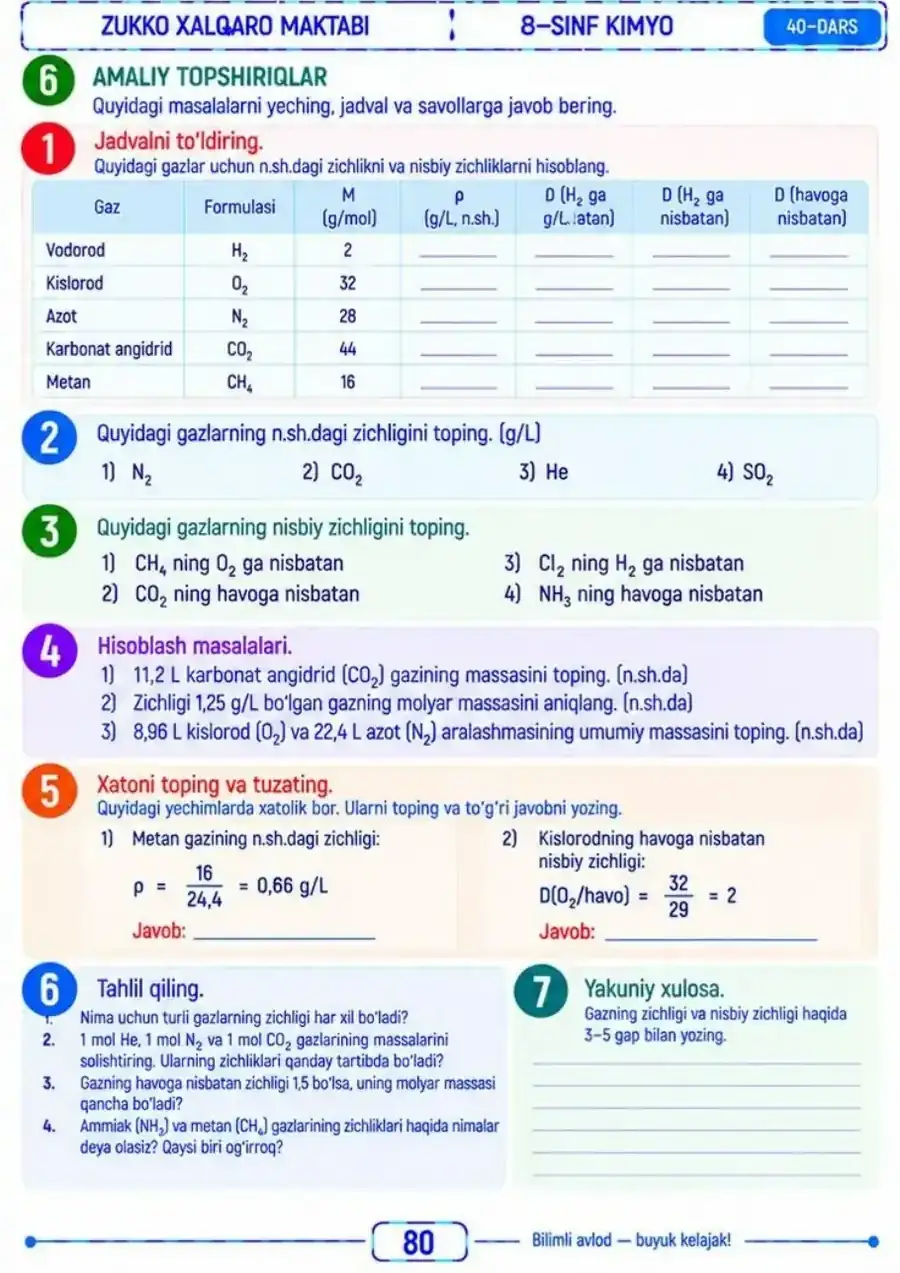 ZUKKO XALQARO MAKTABI
8–SINF KIMYO
40–DARS
6 AMALIY TOPSHIRIQLAR
Quyidagi masalalarni yeching, jadval va savollarga javob bering.
1 Jadvalni to'ldiring.
Quyidagi gazlar uchun n.sh.dagi zichlikni va nisbiy zichliklarni hisoblang.
Gaz | Formulasi | M (g/mol) | ρ (g/L, n.sh.) | D (H₂ ga g/L. atan) | D (H₂ ga nisbatan) | D (havoga nisbatan)
Vodorod | H₂ | 2
Kislorod | O₂ | 32
Azot | N₂ | 28
Karbonat angidrid | CO₂ | 44
Metan | CH₄ | 16
2 Quyidagi gazlarning n.sh.dagi zichligini toping. (g/L)
1) N₂ 2) CO₂ 3) He 4) SO₂
3 Quyidagi gazlarning nisbiy zichligini toping.
1) CH₄ ning O₂ ga nisbatan
2) CO₂ ning havoga nisbatan
3) Cl₂ ning H₂ ga nisbatan
4) NH₃ ning havoga nisbatan
4 Hisoblash masalalari.
1) 11,2 L karbonat angidrid (CO₂) gazining massasini toping. (n.sh.da)
2) Zichligi 1,25 g/L bo'lgan gazning molyar massasini aniqlang. (n.sh.da)
3) 8,96 L kislorod (O₂) va 22,4 L azot (N₂) aralashmasining umumiy massasini toping. (n.sh.da)
5 Xatoni toping va tuzating.
Quyidagi yechimlarda xatolik bor. Ularni toping va to'g'ri javobni yozing.
1) Metan gazining n.sh.dagi zichligi:
ρ = 16/24,4 = 0,66 g/L
Javob:
2) Kislorodning havoga nisbatan
nisbiy zichligi:
D(O₂/havo) = 32/29 = 2
Javob:
6 Tahlil qiling.
1. Nima uchun turli gazlarning zichligi har xil bo'ladi?
2. 1 mol He, 1 mol N₂ va 1 mol CO₂ gazlarining massalarini
solishtiring. Ularning zichliklari qanday tartibda bo'ladi?
3. Gazning havoga nisbatan zichligi 1,5 bo'lsa, uning molyar massasi
qancha bo'ladi?
4. Ammiak (NH₃) va metan (CH₄) gazlarining zichliklari haqida nimalar
deya olasiz? Qaysi biri og'irroq?
7 Yakuniy xulosa.
Gazning zichligi va nisbiy zichligi haqida
3–5 gap bilan yozing.
80
Bilimli avlod — buyuk kelajak!